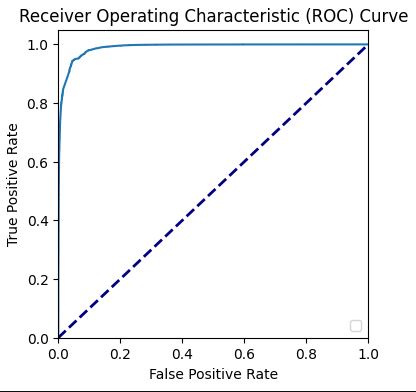 Receiver Operating Characteristic (ROC) Curve
1.0
0.8
0.6
0.4
0.2
0.0
True Positive Rate
0.0 0.2 0.4 0.6 0.8 1.0
False Positive Rate